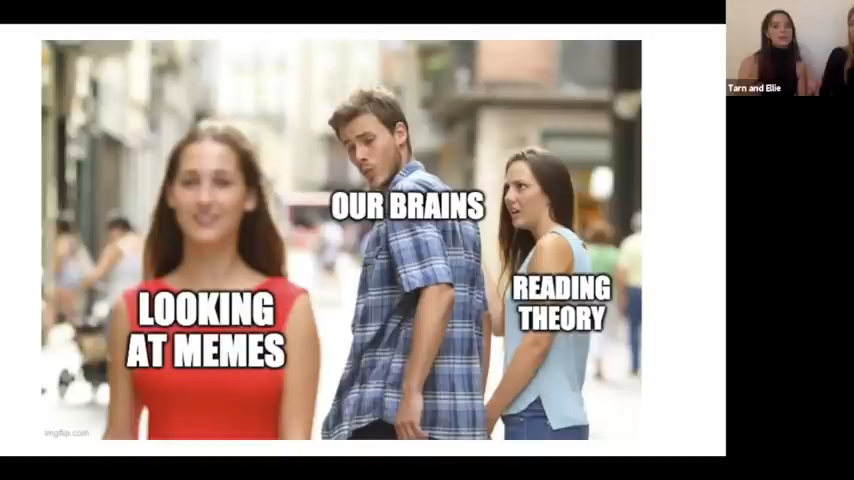 Tarn and Ellie
OUR BRAINS
LOOKING
AT MEMES
READING
THEORY
imgflip.com